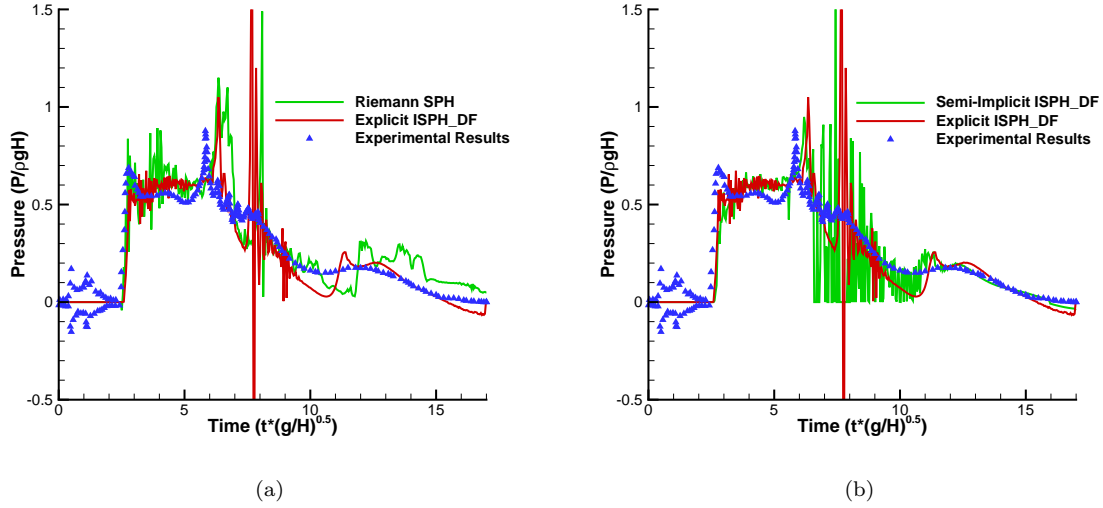 1.5
1
0.5
0
-0.5
0
5
10
15
Pressure (P/ρgH)
Time (t*(g/H)^0.5)
Riemann SPH
Explicit ISPH_DF
Experimental Results
(a)
1.5
1
0.5
0
-0.5
0
5
10
15
Pressure (P/ρgH)
Time (t*(g/H)^0.5)
Semi-Implicit ISPH_DF
Explicit ISPH_DF
Experimental Results
(b)